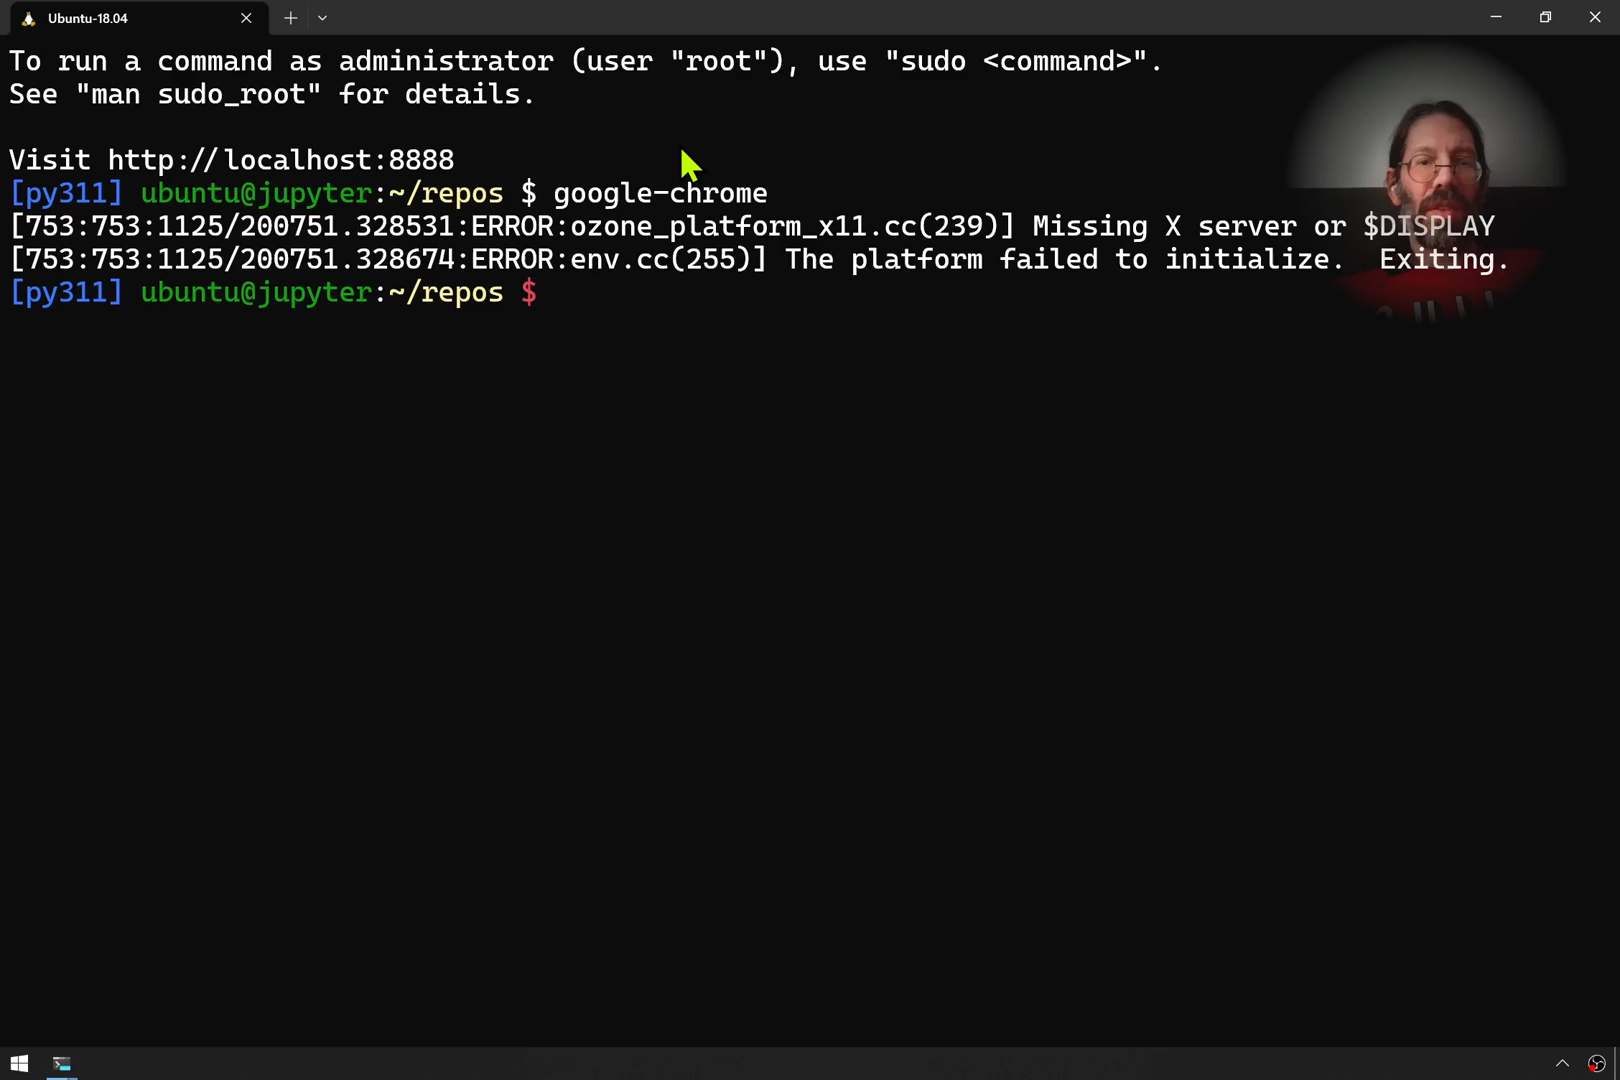 Ubuntu-18.04
To run a command as administrator (user "root"), use "sudo <command>".
See "man sudo_root" for details.
Visit http://localhost:8888
[py311] ubuntu@jupyter:~/repos $ google-chrome
[753:753:1125/200751.328531:ERROR:ozone_platform_x11.cc(239)] Missing X server or $DISPLAY
[753:753:1125/200751.328674:ERROR:env.cc(255)] The platform failed to initialize.  Exiting.
[py311] ubuntu@jupyter:~/repos $